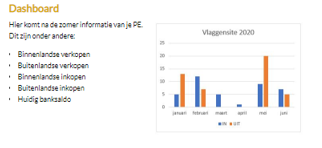 Dashboard
Hier komt na de zomer informatie van je PE.
Dit zijn onder andere:
• Binnenlandse verkopen
• Buitenlandse verkopen
• Binnenlandse inkopen
• Buitenlandse inkopen
• Huidig banksaldo
Vlaggensite 2020
25
20
15
10
5
0
januari februari maart april mei juni
IN UIT